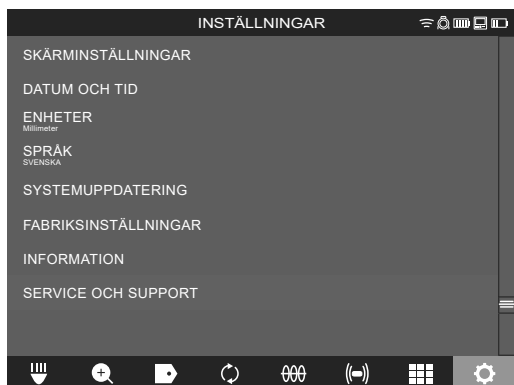 INSTÄLLNINGAR
SKÄRMINSTÄLLNINGAR
DATUM OCH TID
ENHETER
Millimeter
SPRÅK
SVENSKA
SYSTEMUPPDATERING
FABRIKSINSTÄLLNINGAR
INFORMATION
SERVICE OCH SUPPORT